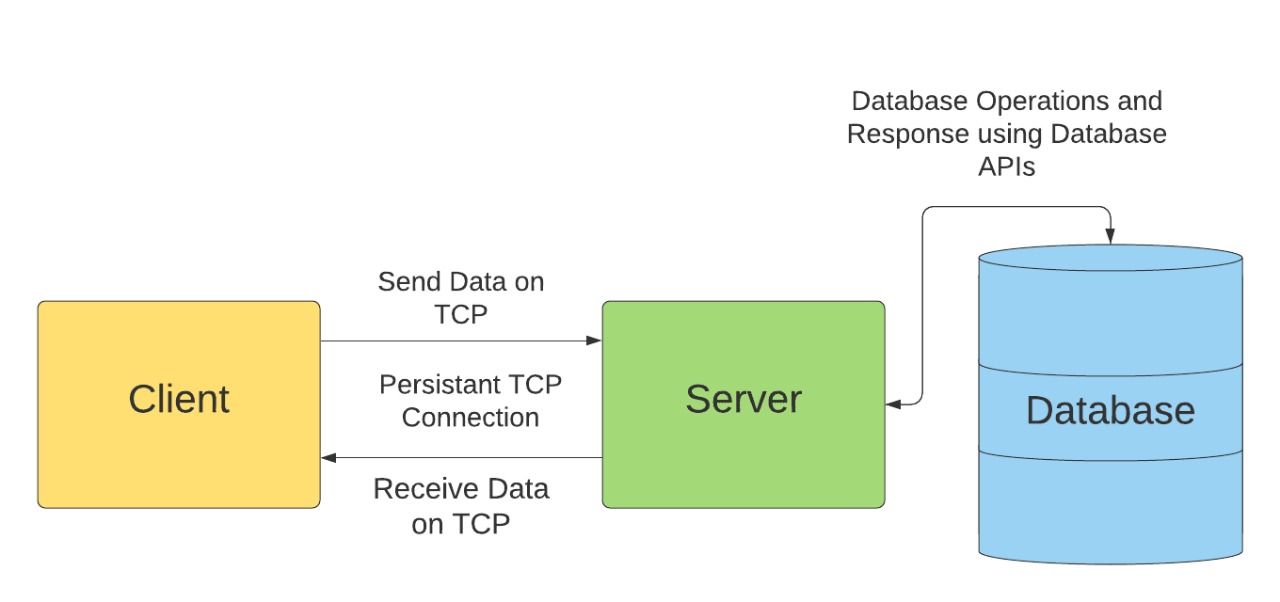 Database Operations and
Response using Database
APIs
Send Data on
TCP
Client
Persistant TCP
Connection
Server
Database
Receive Data
on TCP